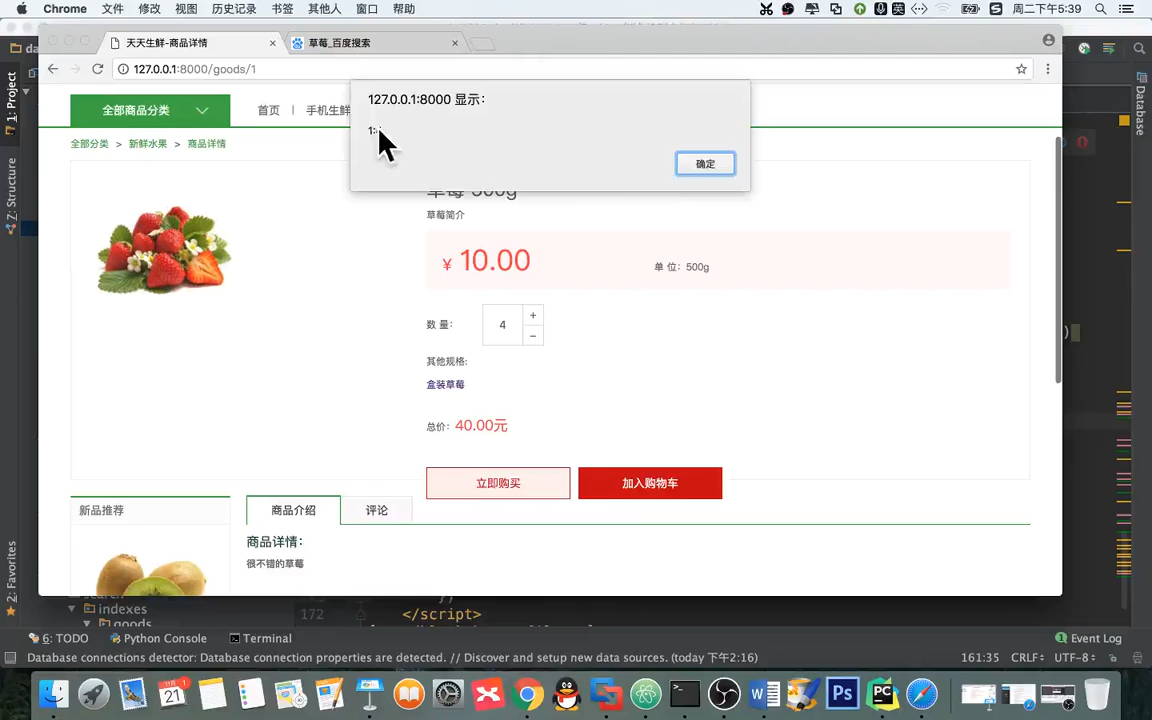 Chrome 文件 修改 视图 历史记录 书签 其他人 窗口 帮助 周二下午5:39
天天生鲜-商品详情 × 草莓_百度搜索 ×
127.0.0.1:8000/goods/1
127.0.0.1:8000 显示：
全部商品分类 首页 手机生鲜
确定
全部分类 > 新鲜水果 > 商品详情
草莓 500g
草莓简介
¥ 10.00 单 位：500g
数 量： 4 + −
其他规格:
盒装草莓
总价：40.00元
立即购买 加入购物车
新品推荐 商品介绍 评论
商品详情：
很不错的草莓
1: Project
Z: Structure
2: Favorites
Database
indexes
goods
172 </script>
6: TODO Python Console Terminal 1 Event Log
Database connections detector: Database connection properties are detected. // Discover and setup new data sources. (today 下午2:16) 161:35 CRLF UTF-8
21 W Ps PC